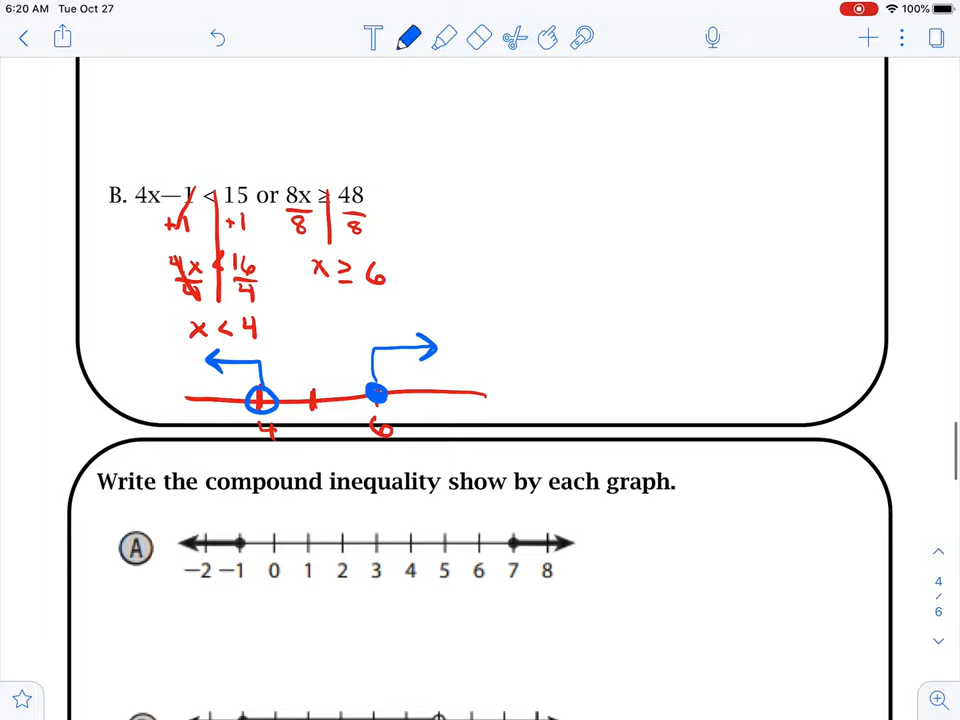 6:20 AM Tue Oct 27 100%
B. 4x—1 < 15 or 8x ≥ 48
+1 +1 8 8
4x < 16 x ≥ 6
4 4
x < 4
4 6
Write the compound inequality show by each graph.
A
−2 −1 0 1 2 3 4 5 6 7 8
4
/
6